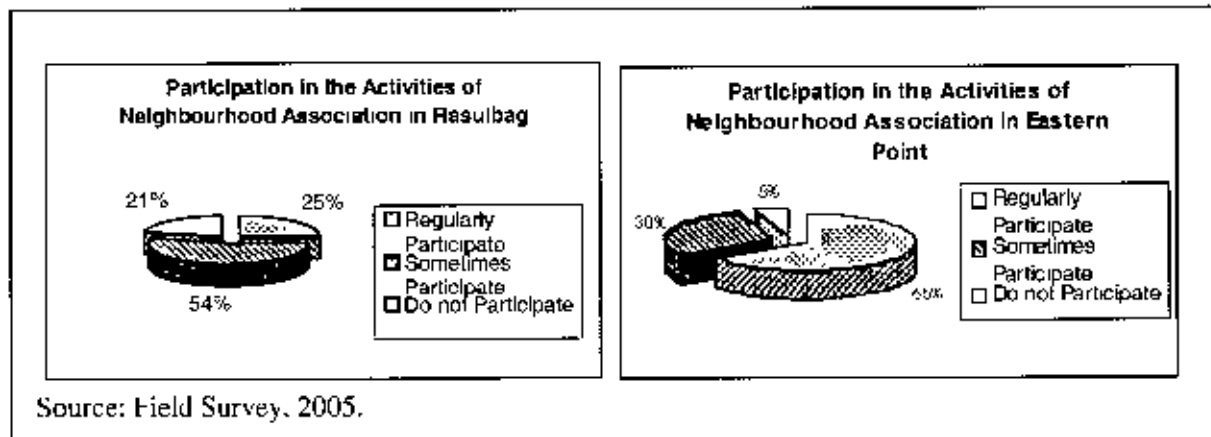 Participation in the Activities of
Neighbourhood Association in Rasulbag
21%
25%
54%
Regularly
Participate
Sometimes
Participate
Do not Participate
Participation in the Activities of
Neighbourhood Association in Eastern
Point
5%
30%
65%
Regularly
Participate
Sometimes
Participate
Do not Participate
Source: Field Survey, 2005.